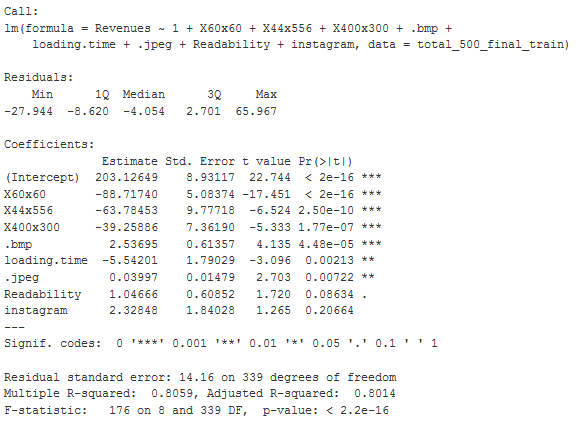 Call:
lm(formula = Revenues ~ 1 + X60x60 + X44x556 + X400x300 + .bmp +
    loading.time + .jpeg + Readability + instagram, data = total_500_final_train)

Residuals:
    Min      1Q  Median      3Q     Max
-27.944  -8.620  -4.054   2.701  65.967

Coefficients:
              Estimate Std. Error t value Pr(>|t|)
(Intercept)  203.12649    8.93117  22.744  < 2e-16 ***
X60x60       -88.71740    5.08374 -17.451  < 2e-16 ***
X44x556      -63.78453    9.77718  -6.524 2.50e-10 ***
X400x300     -39.25886    7.36190  -5.333 1.77e-07 ***
.bmp           2.53695    0.61357   4.135 4.48e-05 ***
loading.time  -5.54201    1.79029  -3.096  0.00213 **
.jpeg          0.03997    0.01479   2.703  0.00722 **
Readability    1.04666    0.60852   1.720  0.08634 .
instagram      2.32848    1.84028   1.265  0.20664
---
Signif. codes:  0 '***' 0.001 '**' 0.01 '*' 0.05 '.' 0.1 ' ' 1

Residual standard error: 14.16 on 339 degrees of freedom
Multiple R-squared:  0.8059, Adjusted R-squared:  0.8014
F-statistic:   176 on 8 and 339 DF,  p-value: < 2.2e-16